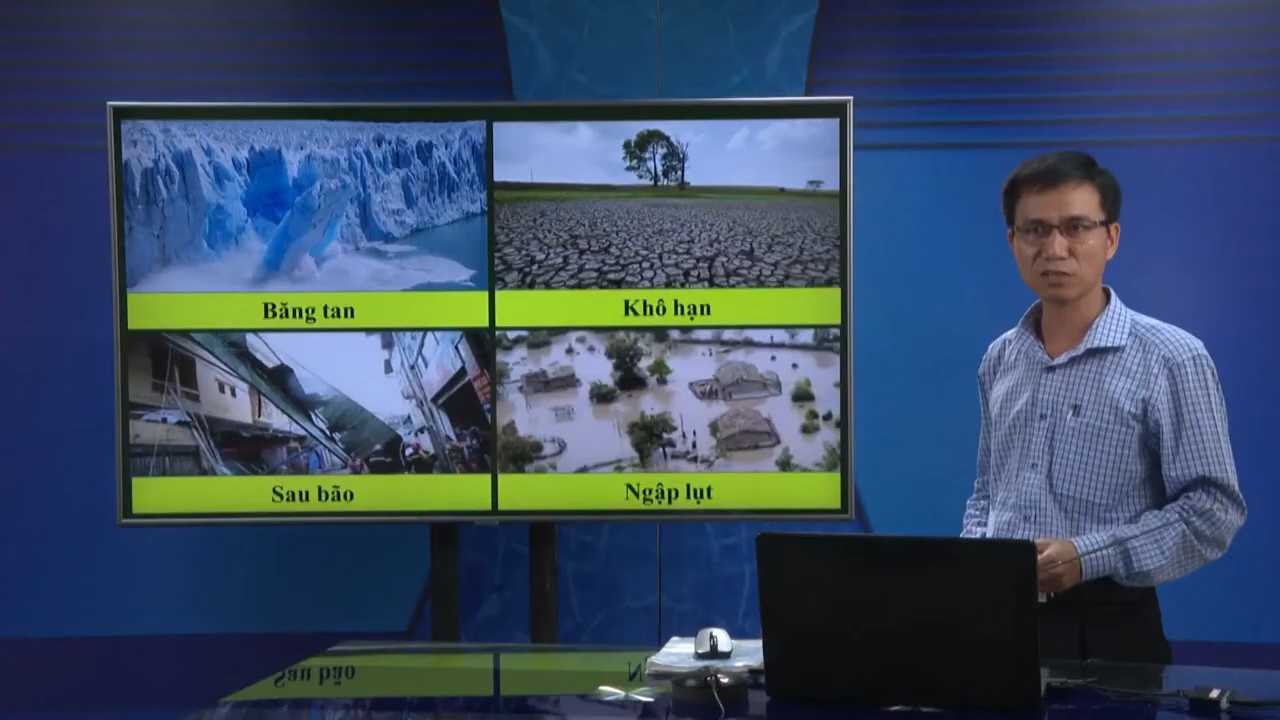 Băng tan
Khô hạn
Sau bão
Ngập lụt